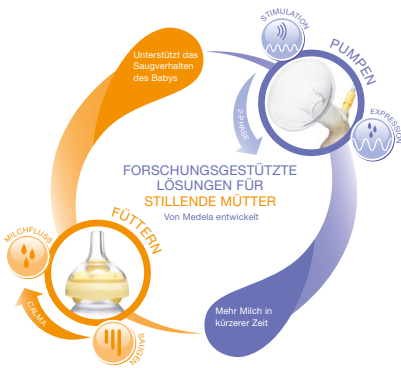 STIMULATION
PUMPEN
Unterstützt das
Saugverhalten
des Babys
2-PHASE
EXPRESSION
FORSCHUNGSGESTÜTZTE
LÖSUNGEN FÜR
STILLENDE MÜTTER
Von Medela entwickelt
FÜTTERN
MILCHFLUSS
CALMA
SAUGEN
Mehr Milch in
kürzerer Zeit